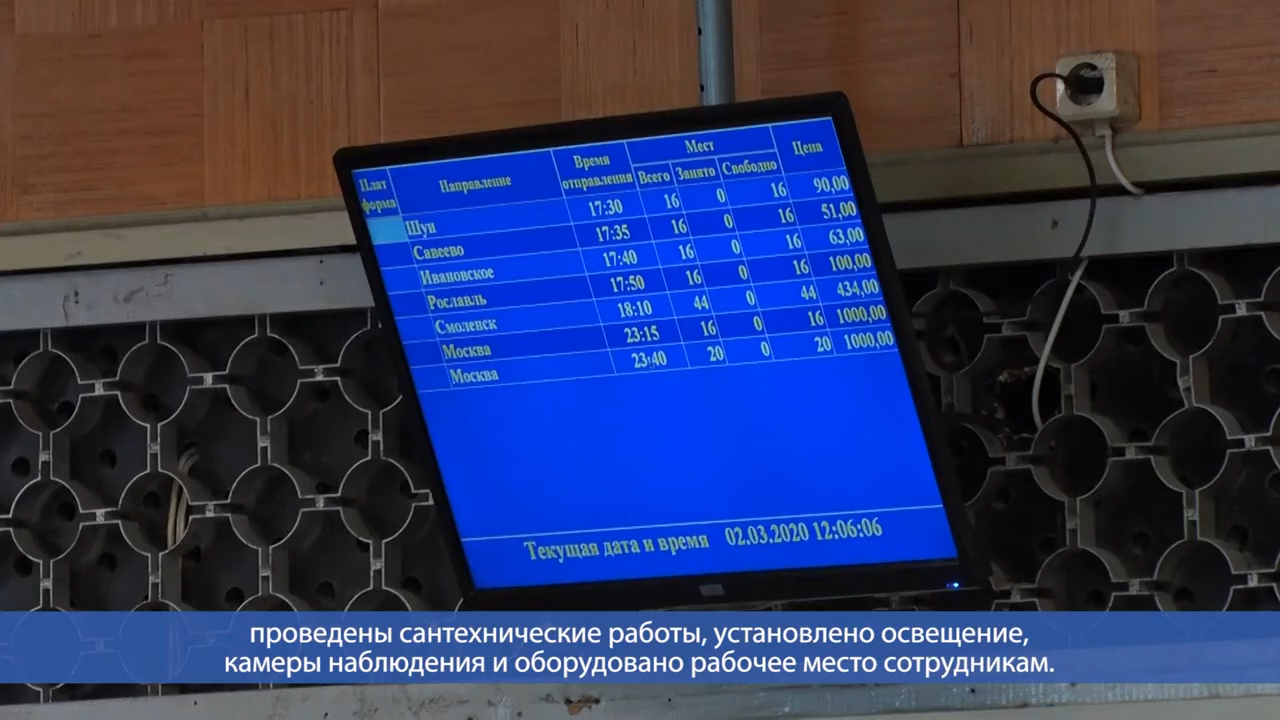 Плат форма Направление Время отправления Мест Всего Занято Свободно Цена
Шуи 17:30 16 0 16 90,00
Савеево 17:35 16 0 16 51,00
Ивановское 17:40 16 0 16 63,00
Рославль 17:50 16 0 16 100,00
Смоленск 18:10 44 0 44 434,00
Москва 23:15 16 0 16 1000,00
Москва 23:40 20 0 20 1000,00
Текущая дата и время 02.03.2020 12:06:06
проведены сантехнические работы, установлено освещение,
камеры наблюдения и оборудовано рабочее место сотрудникам.